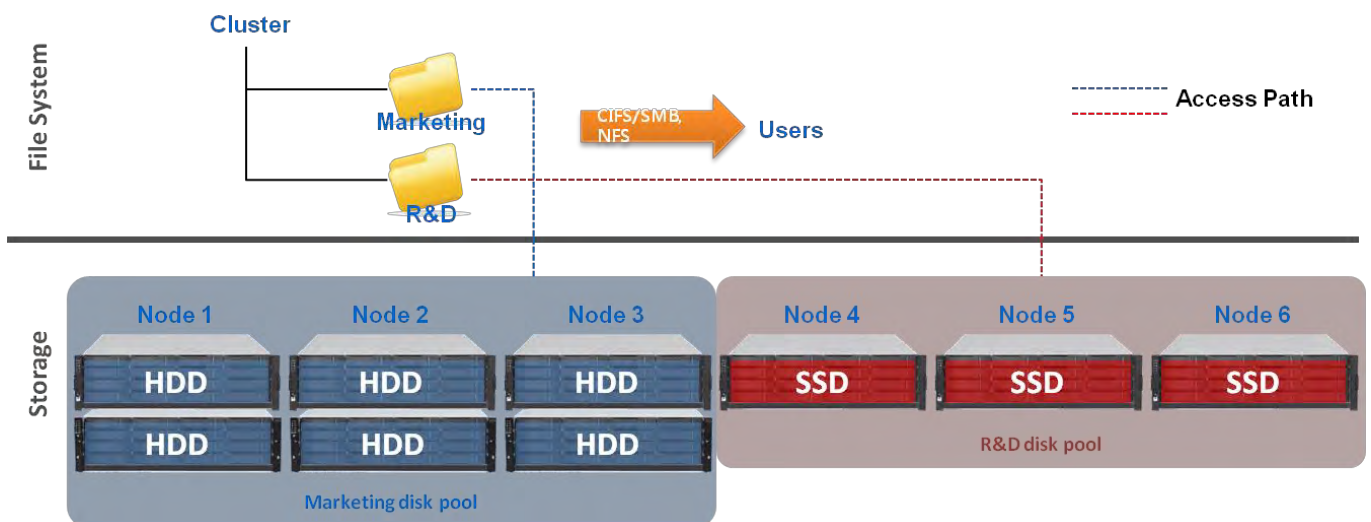 File System
Cluster
Marketing
R&D
CIFS/SMB,
NFS
Users
Access Path
Storage
Node 1
Node 2
Node 3
Node 4
Node 5
Node 6
HDD
HDD
HDD
SSD
SSD
SSD
HDD
HDD
HDD
R&D disk pool
Marketing disk pool